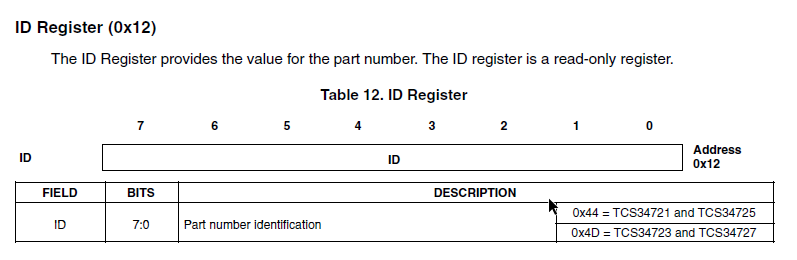 ID Register (0x12)
The ID Register provides the value for the part number. The ID register is a read-only register.
Table 12. ID Register
7 6 5 4 3 2 1 0
ID ID Address
0x12
FIELD BITS DESCRIPTION
ID 7:0 Part number identification 0x44 = TCS34721 and TCS34725
0x4D = TCS34723 and TCS34727